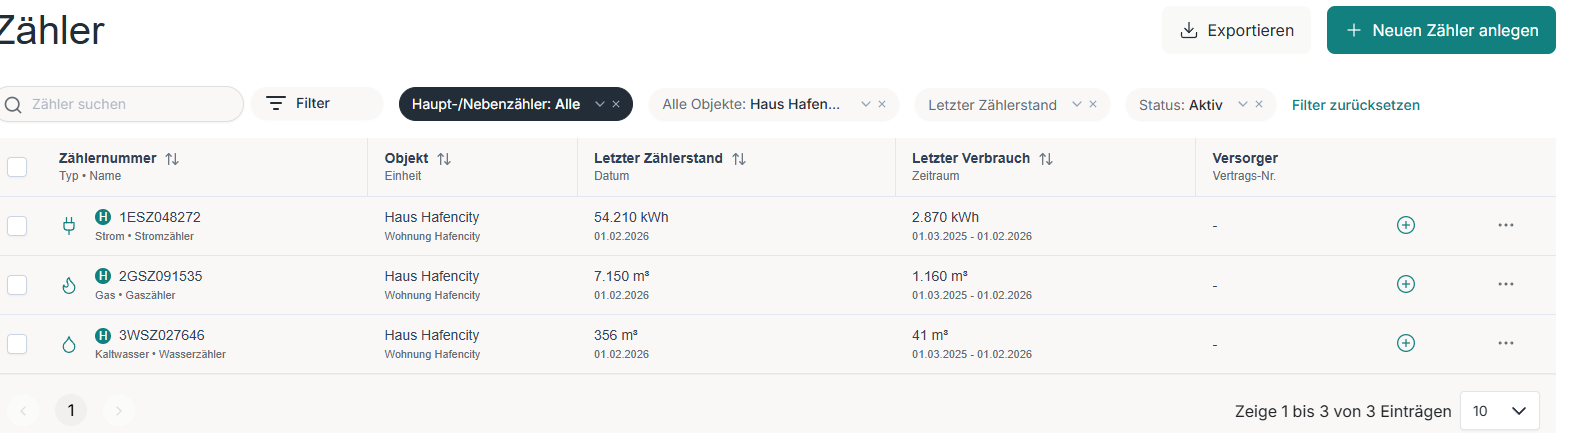 Zähler
Exportieren
Neuen Zähler anlegen
Zähler suchen
Filter
Haupt-/Nebenzähler: Alle
Alle Objekte: Haus Hafen...
Letzter Zählerstand
Status: Aktiv
Filter zurücksetzen
Zählernummer
Typ • Name
Objekt
Einheit
Letzter Zählerstand
Datum
Letzter Verbrauch
Zeitraum
Versorger
Vertrags-Nr.
H 1ESZ048272
Strom • Stromzähler
Haus Hafencity
Wohnung Hafencity
54.210 kWh
01.02.2026
2.870 kWh
01.03.2025 - 01.02.2026
-
H 2GSZ091535
Gas • Gaszähler
Haus Hafencity
Wohnung Hafencity
7.150 m³
01.02.2026
1.160 m³
01.03.2025 - 01.02.2026
-
H 3WSZ027646
Kaltwasser • Wasserzähler
Haus Hafencity
Wohnung Hafencity
356 m³
01.02.2026
41 m³
01.03.2025 - 01.02.2026
-
1
Zeige 1 bis 3 von 3 Einträgen
10